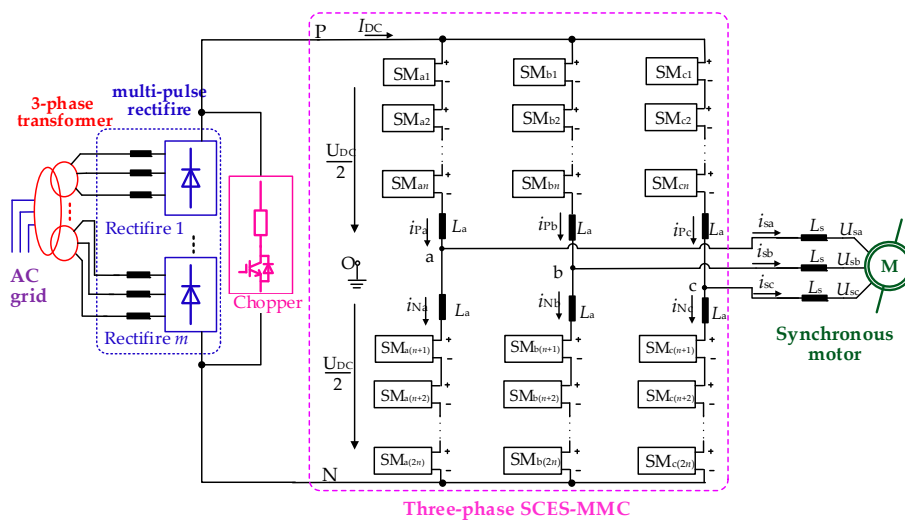 P
I_DC
3-phase
transformer
multi-pulse
rectifire
Rectifire 1
Rectifire m
AC
grid
Chopper
U_DC
2
O
U_DC
2
N
SM_a1
+
-
SM_b1
+
-
SM_c1
+
-
SM_a2
+
-
SM_b2
+
-
SM_c2
+
-
SM_an
+
-
SM_bn
+
-
SM_cn
+
-
i_Pa
L_a
i_Pb
L_a
i_Pc
L_a
a
b
c
i_Na
L_a
i_Nb
L_a
i_Nc
L_a
SM_a(n+1)
+
-
SM_b(n+1)
+
-
SM_c(n+1)
+
-
SM_a(n+2)
+
-
SM_b(n+2)
+
-
SM_c(n+2)
+
-
SM_a(2n)
+
-
SM_b(2n)
+
-
SM_c(2n)
+
-
i_sa
L_s
U_sa
i_sb
L_s
U_sb
i_sc
L_s
U_sc
M
Synchronous
motor
Three-phase SCES-MMC